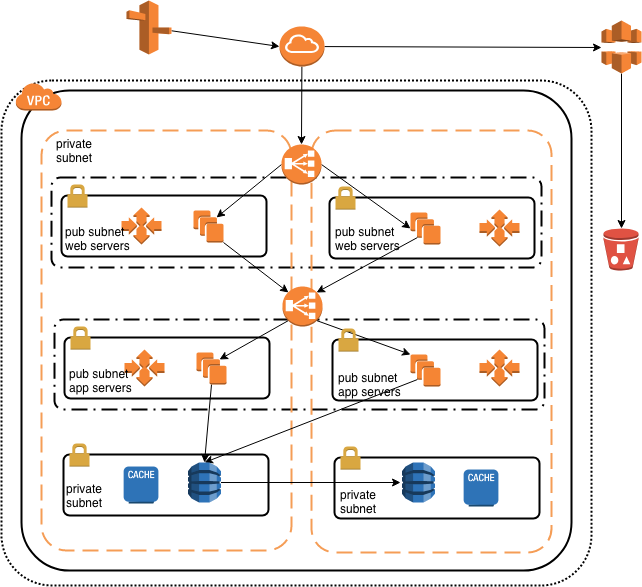 VPC
private
subnet
pub subnet
web servers
pub subnet
web servers
pub subnet
app servers
pub subnet
app servers
CACHE
private
subnet
CACHE
private
subnet